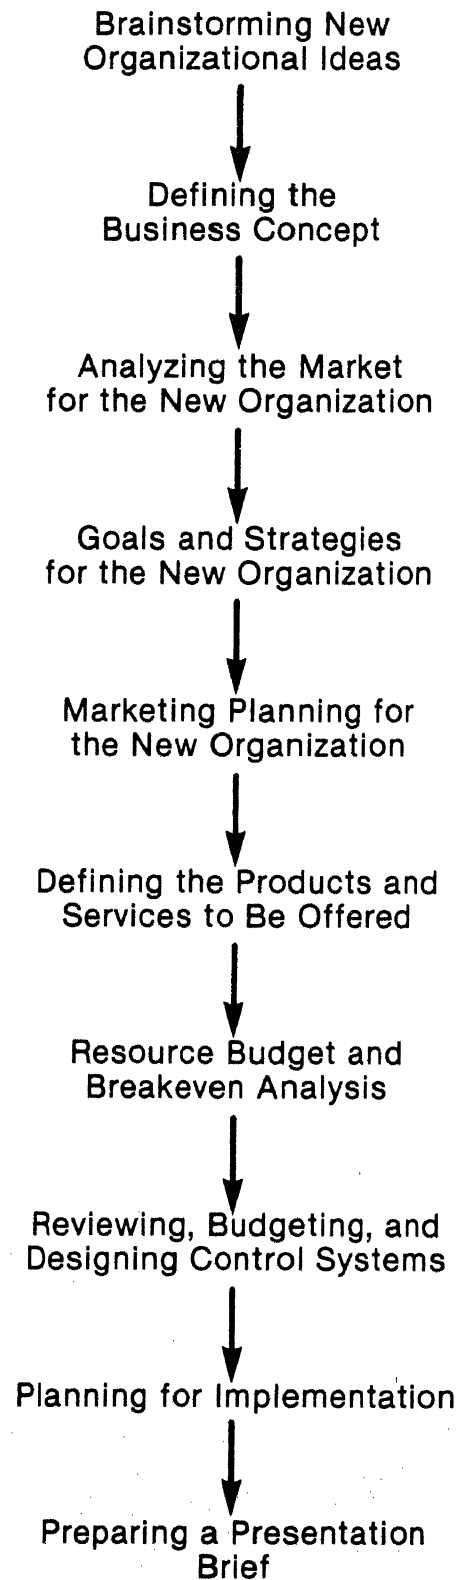 Brainstorming New
Organizational Ideas
Defining the
Business Concept
Analyzing the Market
for the New Organization
Goals and Strategies
for the New Organization
Marketing Planning for
the New Organization
Defining the Products and
Services to Be Offered
Resource Budget and
Breakeven Analysis
Reviewing, Budgeting, and
Designing Control Systems
Planning for Implementation
Preparing a Presentation
Brief